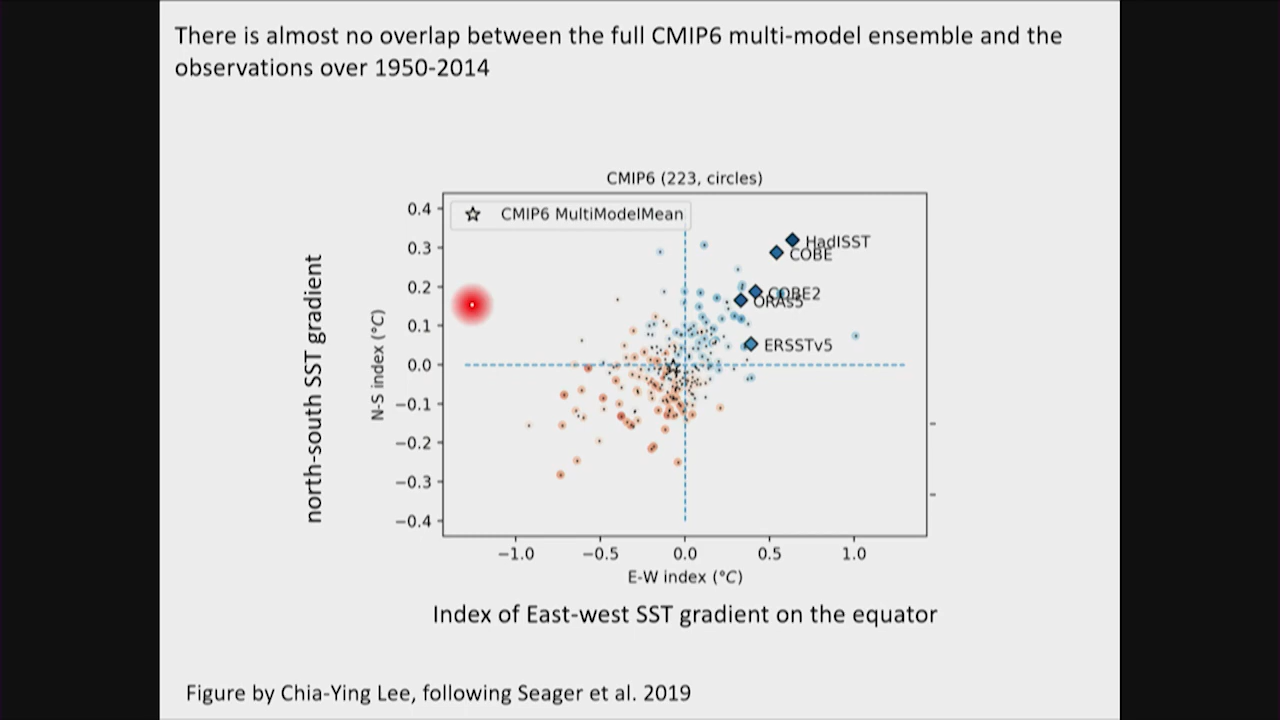 There is almost no overlap between the full CMIP6 multi-model ensemble and the
observations over 1950-2014
CMIP6 (223, circles)
CMIP6 MultiModelMean
0.4
0.3
0.2
0.1
0.0
−0.1
−0.2
−0.3
−0.4
north-south SST gradient
N-S index (°C)
HadISST
COBE
COBE2
ORAs5
ERSSTv5
−1.0 −0.5 0.0 0.5 1.0
E-W index (°C)
Index of East-west SST gradient on the equator
Figure by Chia-Ying Lee, following Seager et al. 2019